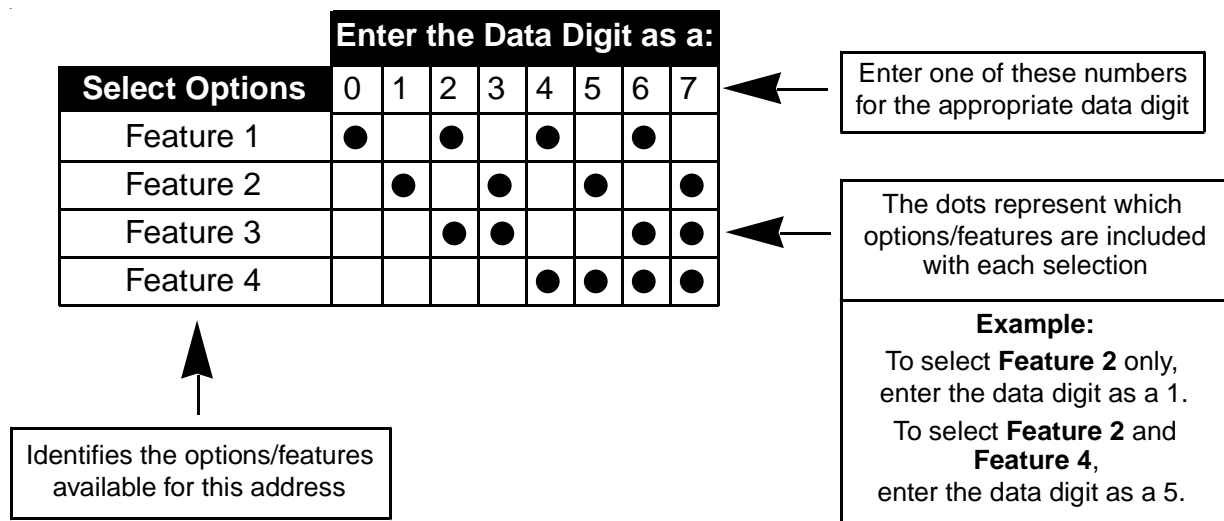 Enter the Data Digit as a:
Select Options 0 1 2 3 4 5 6 7
Feature 1 ● ● ● ●
Feature 2 ● ● ● ●
Feature 3 ● ● ● ●
Feature 4 ● ● ● ●
Enter one of these numbers
for the appropriate data digit
The dots represent which
options/features are included
with each selection
Example:
To select Feature 2 only,
enter the data digit as a 1.
To select Feature 2 and
Feature 4,
enter the data digit as a 5.
Identifies the options/features
available for this address